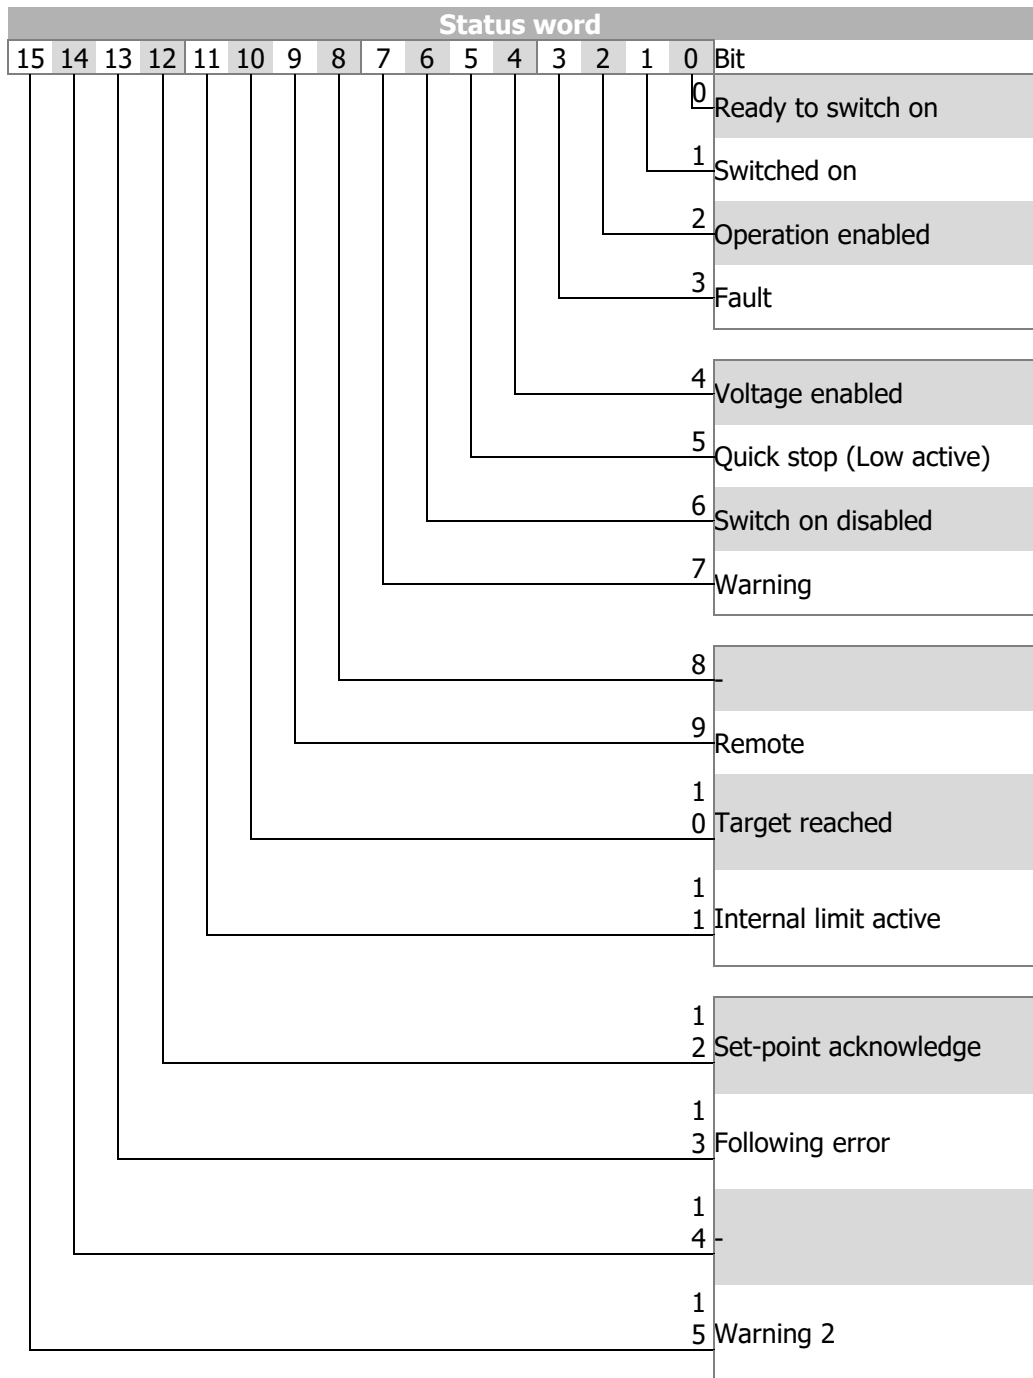 Status word
15 14 13 12 11 10 9 8 7 6 5 4 3 2 1 0 Bit
0 Ready to switch on
1 Switched on
2 Operation enabled
3 Fault
4 Voltage enabled
5 Quick stop (Low active)
6 Switch on disabled
7 Warning
8 -
9 Remote
1
0 Target reached
1
1 Internal limit active
1
2 Set-point acknowledge
1
3 Following error
1
4 -
1
5 Warning 2